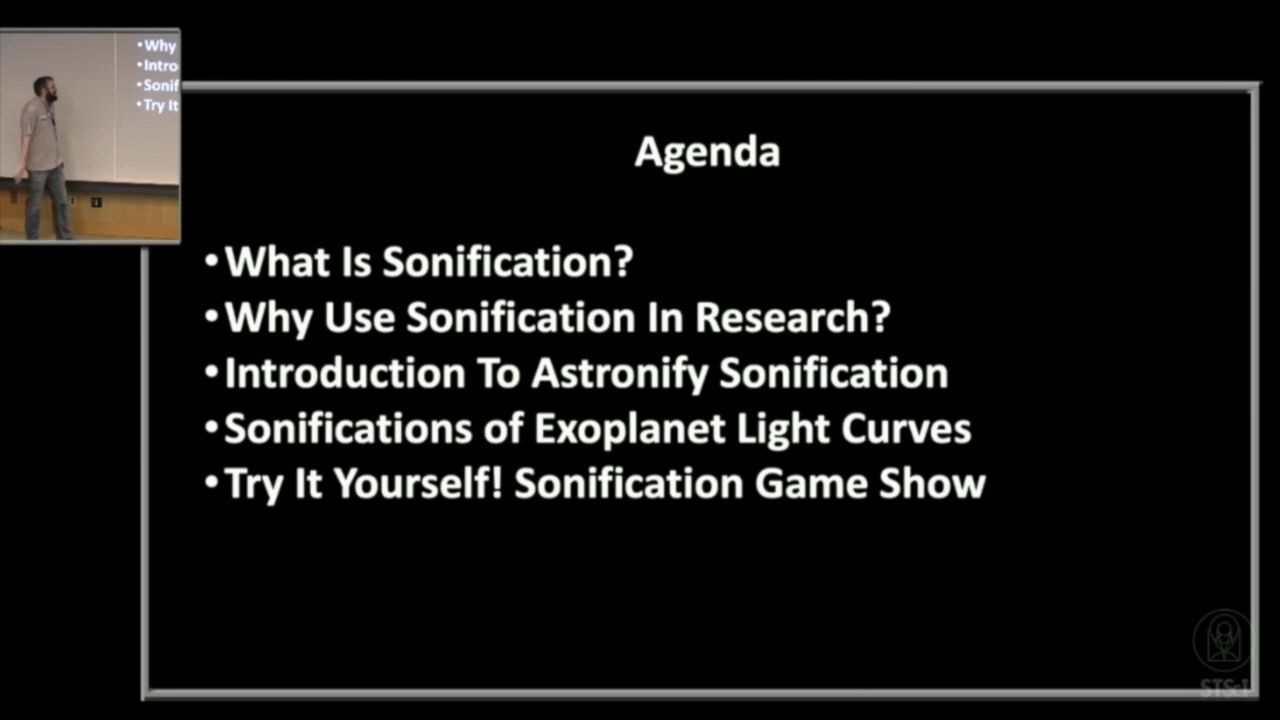 •Why
•Intro
•Sonif
•Try It
Agenda
•What Is Sonification?
•Why Use Sonification In Research?
•Introduction To Astronify Sonification
•Sonifications of Exoplanet Light Curves
•Try It Yourself! Sonification Game Show
STScI